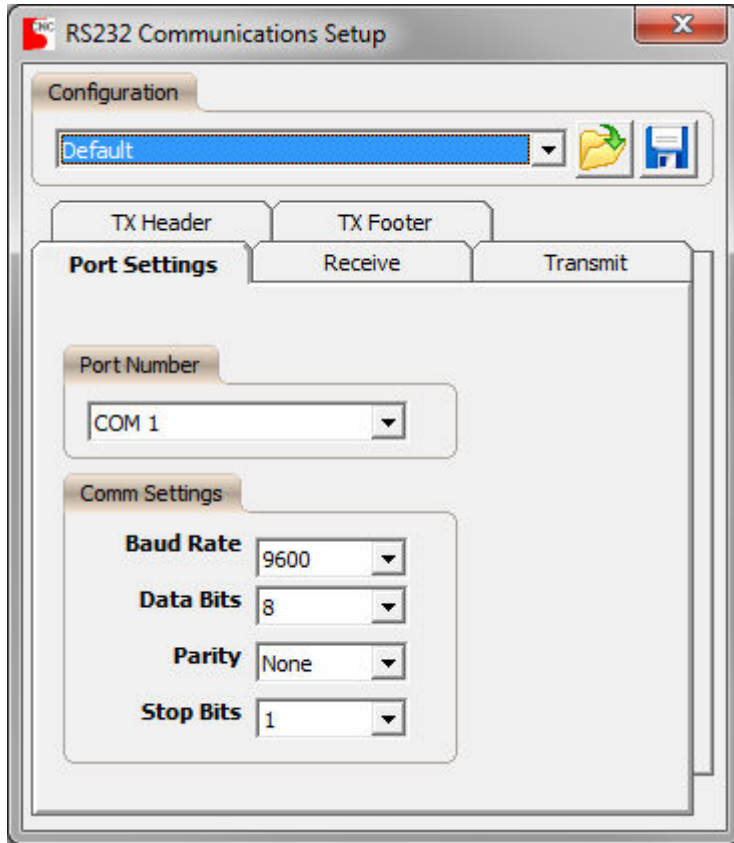 CNC
RS232 Communications Setup
Configuration
Default
TX Header TX Footer
Port Settings Receive Transmit
Port Number
COM 1
Comm Settings
Baud Rate 9600
Data Bits 8
Parity None
Stop Bits 1